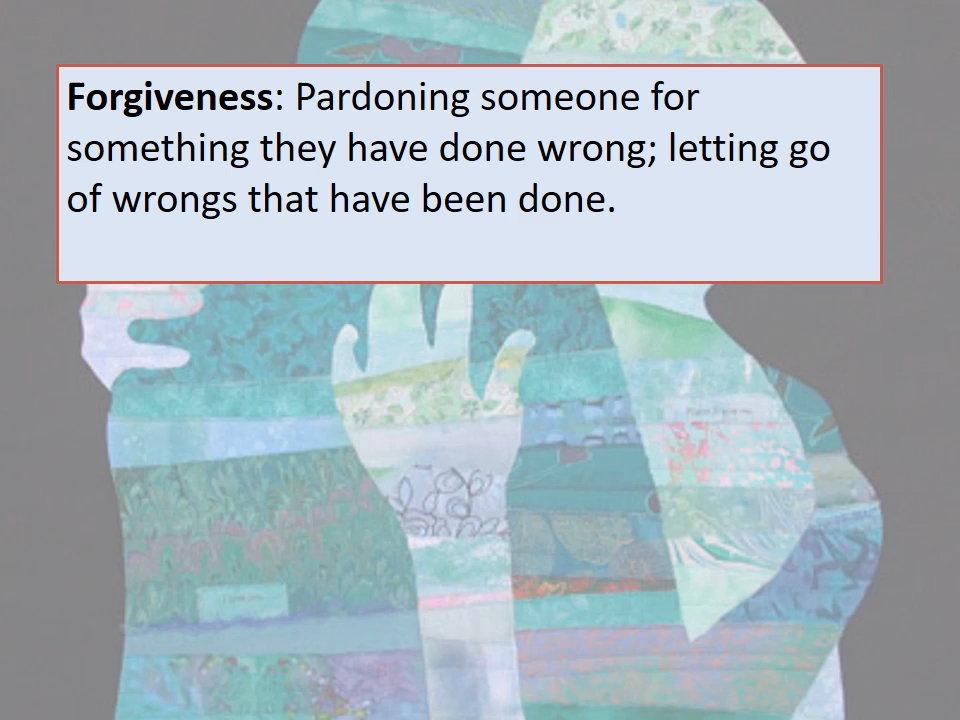 Forgiveness: Pardoning someone for
something they have done wrong; letting go
of wrongs that have been done.